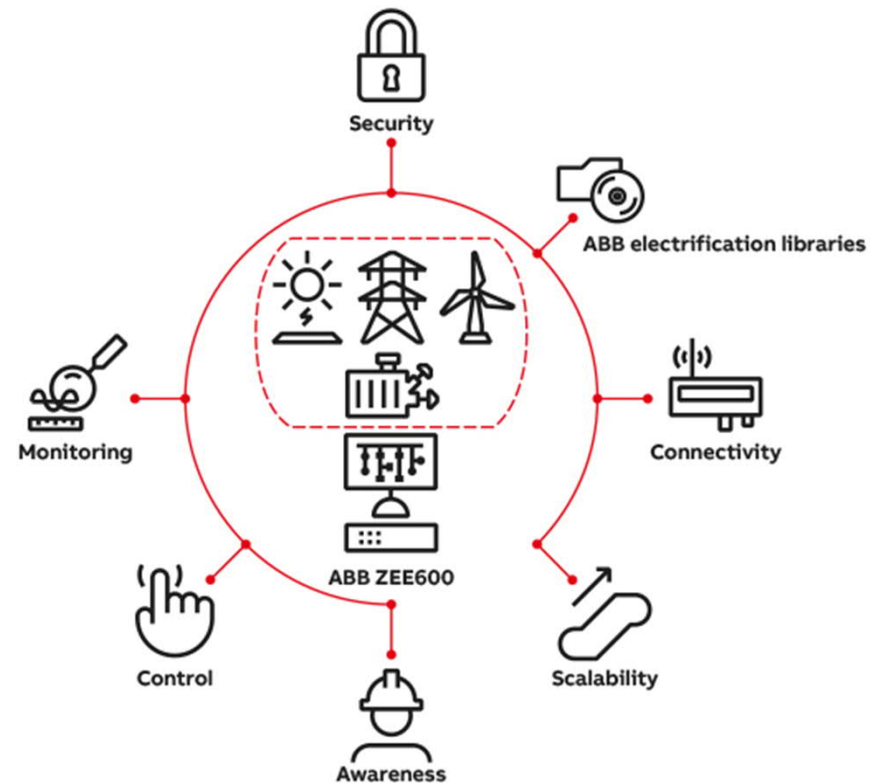 Security
ABB electrification libraries
Monitoring
Connectivity
ABB ZEE600
Control
Scalability
Awareness